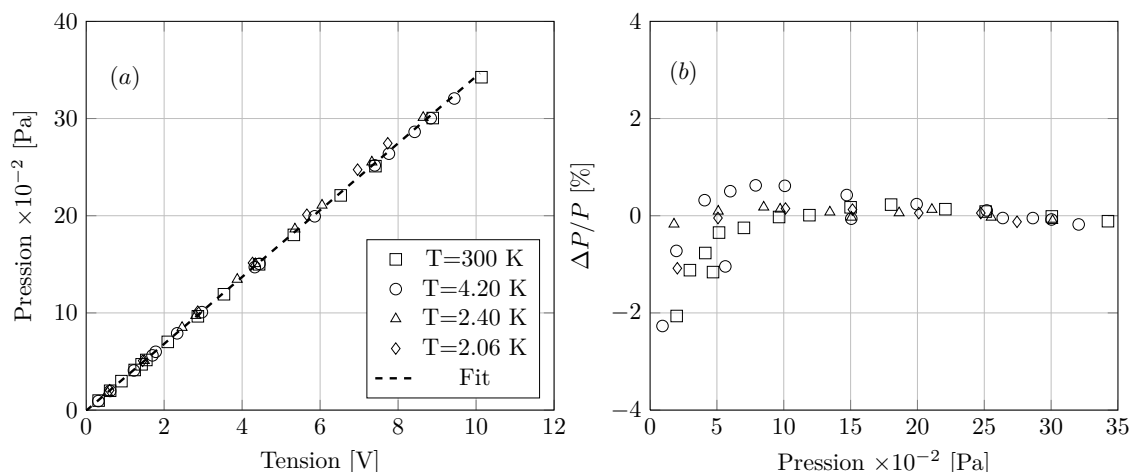 40
30
20
10
0
0 2 4 6 8 10 12
Tension [V]
Pression ×10−2 [Pa]
(a)
T=300 K
T=4.20 K
T=2.40 K
T=2.06 K
Fit
4
2
0
−2
−4
0 5 10 15 20 25 30 35
Pression ×10−2 [Pa]
ΔP/P [%]
(b)